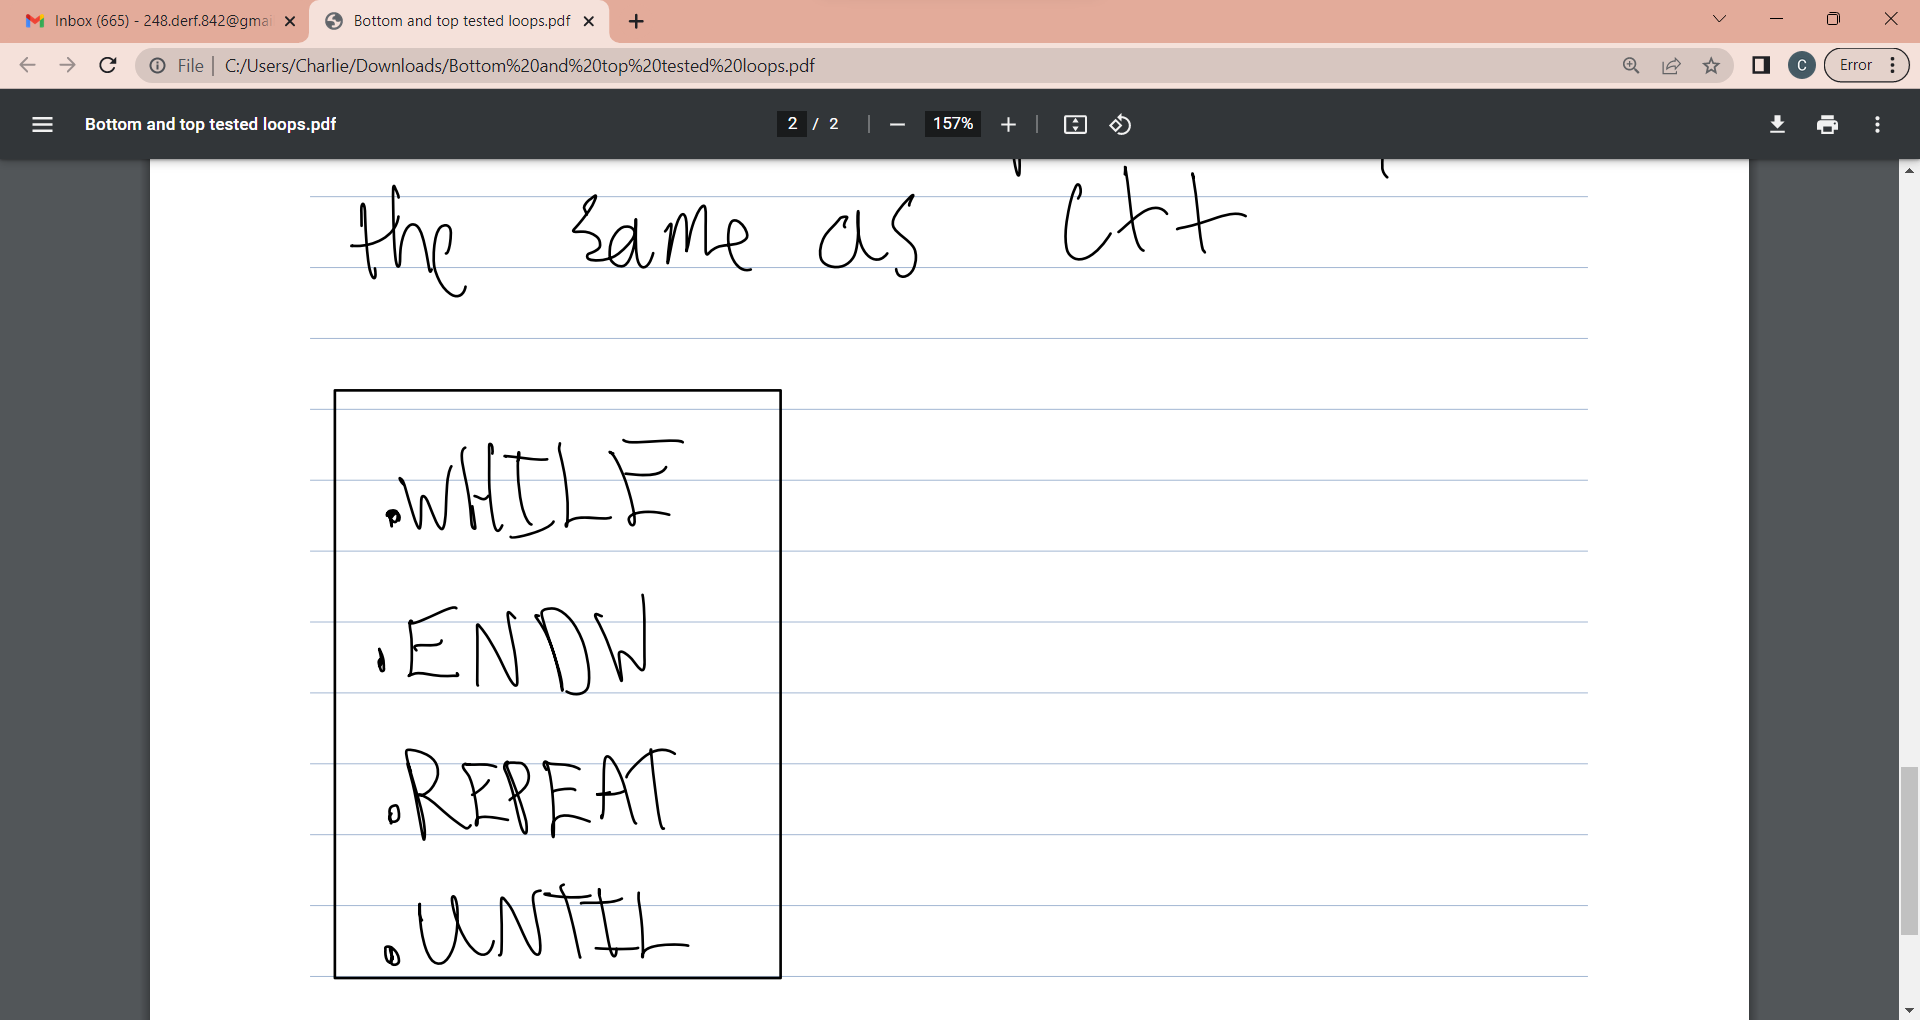 Inbox (665) - 248.derf.842@gmai
Bottom and top tested loops.pdf
File | C:/Users/Charlie/Downloads/Bottom%20and%20top%20tested%20loops.pdf
C
Error
Bottom and top tested loops.pdf
2 / 2
157%
the same as C++
.WHILE
.ENDW
.REPEAT
.UNTIL